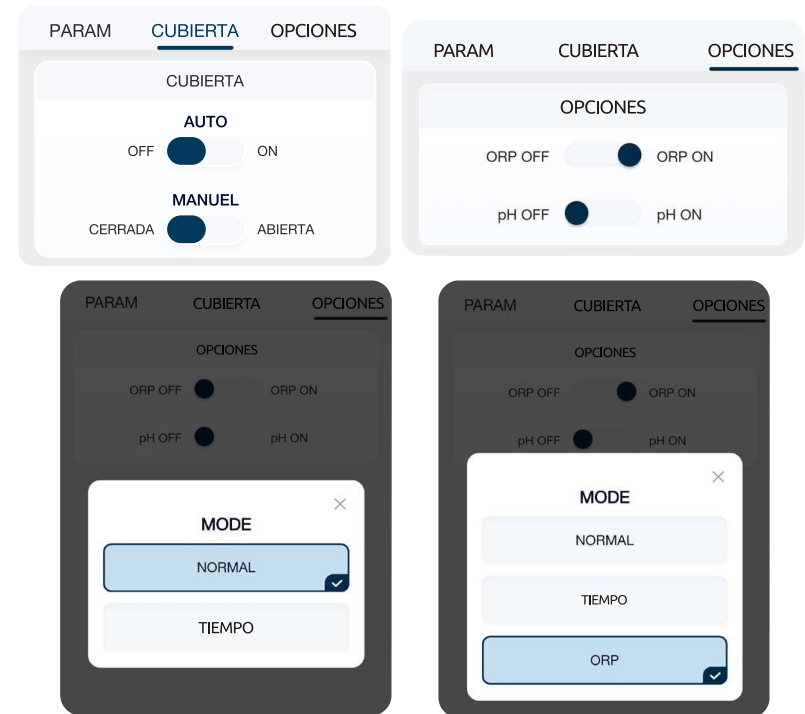 PARAM CUBIERTA OPCIONES
CUBIERTA
AUTO
OFF ON
MANUEL
CERRADA ABIERTA
PARAM CUBIERTA OPCIONES
OPCIONES
ORP OFF ORP ON
pH OFF pH ON
PARAM CUBIERTA OPCIONES
OPCIONES
ORP OFF ORP ON
pH OFF pH ON
MODE
NORMAL
TIEMPO
PARAM CUBIERTA OPCIONES
OPCIONES
ORP OFF ORP ON
pH OFF pH ON
MODE
NORMAL
TIEMPO
ORP